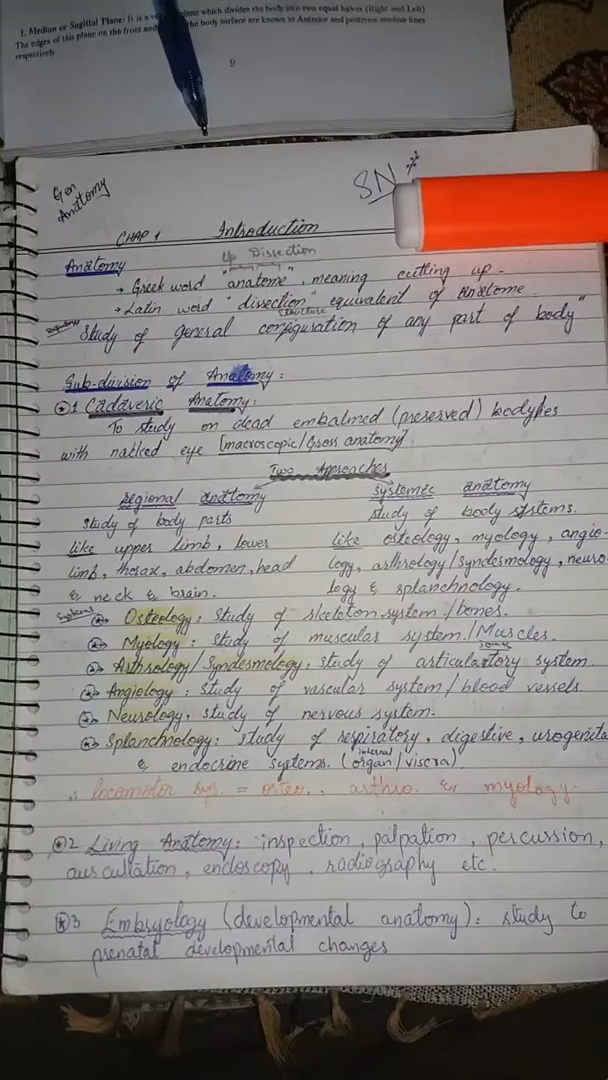 1. Median or Sagittal Plane: It is a plane which divides the body into two equal halves (Right and Left)
The edges of this plane on the front and the body surface are known as Anterior and posterior median lines
respectively
9
Gen
Anatomy
SN
CHAP 1 Introduction
up Dissection
Anatomy
→ Greek word "anatome", meaning cutting up.
→ Latin word "dissection" equivalent of Anatome.
structure
"Study of general configuration of any part of body"
Sub-division of Anatomy:
1 Cadaveric Anatomy:
To study on dead embalmed (preserved)
with eye [macroscopic/Gross anatomy].
Two Approaches
Regional anatomy
study of body parts
like upper limb, lower
limb, thorax, abdomen, head
& neck & brain.
systemic anatomy
study of body systems.
like osteology, myology, angio-
logy, arthrology/syndesmology, neuro
logy & splanchnology.
Systems
Osteology: Study of skeleton system/bones.
Myology: Study of muscular system/Muscles.
joints
Arthrology/Syndesmology: study of articulatory system.
Angiology: Study of vascular system/blood vessels.
Neurology: study of nervous system.
Splanchnology: study of respiratory, digestive, urogenita
internal
& endocrine systems. (organ/viscra).
∴ locomotor sys. = osteo., arthro. & myology.
2 Living Anatomy: inspection, palpation, percussion,
auscultation, endoscopy, radiography etc.
3 Embryology (developmental anatomy): study to
prenatal developmental changes